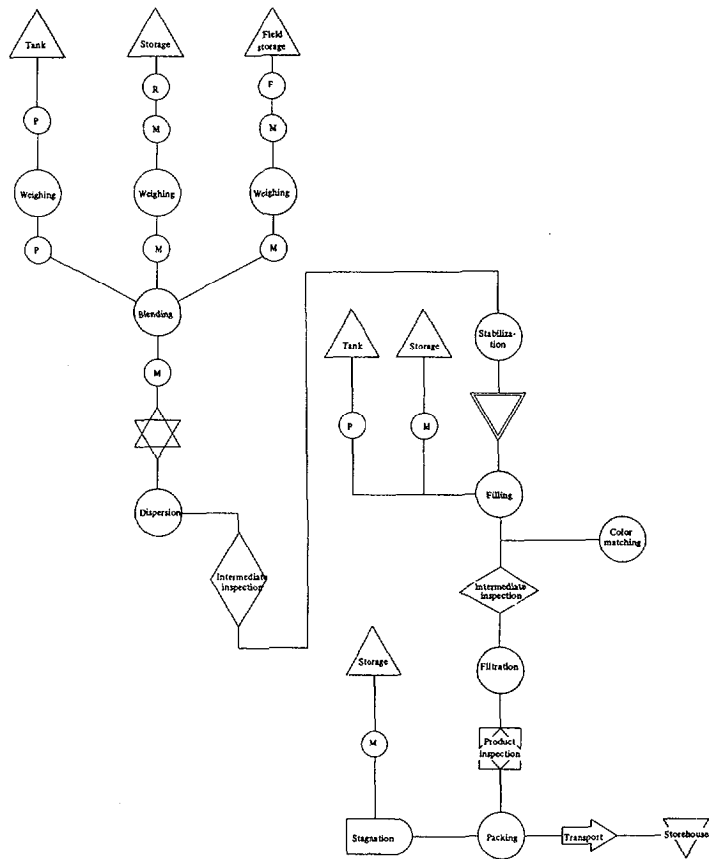 Tank
Storage
Field
storage
R
F
P
M
M
Weighing
Weighing
Weighing
P
M
M
Blending
Stabiliza-
tion
Tank
Storage
M
P
M
Filling
Dispersion
Color
matching
Intermediate
inspection
Intermediate
inspection
Storage
Filtration
M
Product
inspection
Stagnation
Packing
Transport
Storehouse